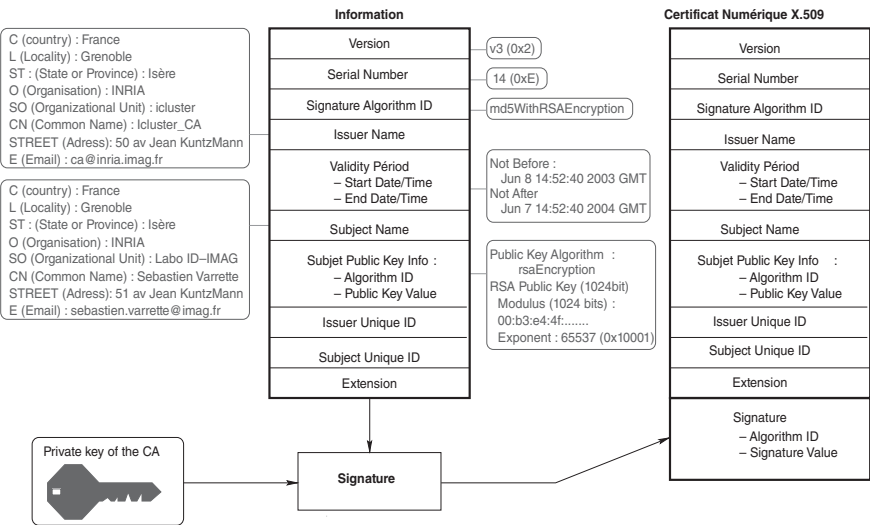 Information
Certificat Numérique X.509
C (country) : France
L (Locality) : Grenoble
ST : (State or Province) : Isère
O (Organisation) : INRIA
SO (Organizational Unit) : icluster
CN (Common Name) : Icluster_CA
STREET (Adress): 50 av Jean KuntzMann
E (Email) : ca@inria.imag.fr
C (country) : France
L (Locality) : Grenoble
ST : (State or Province) : Isère
O (Organisation) : INRIA
SO (Organizational Unit) : Labo ID–IMAG
CN (Common Name) : Sebastien Varrette
STREET (Adress): 51 av Jean KuntzMann
E (Email) : sebastien.varrette@imag.fr
Version
Serial Number
Signature Algorithm ID
Issuer Name
Validity Périod
– Start Date/Time
– End Date/Time
Subject Name
Subjet Public Key Info :
– Algorithm ID
– Public Key Value
Issuer Unique ID
Subject Unique ID
Extension
v3 (0x2)
14 (0xE)
md5WithRSAEncryption
Not Before :
Jun 8 14:52:40 2003 GMT
Not After
Jun 7 14:52:40 2004 GMT
Public Key Algorithm :
rsaEncryption
RSA Public Key (1024bit)
Modulus (1024 bits) :
00:b3:e4:4f:.......
Exponent : 65537 (0x10001)
Version
Serial Number
Signature Algorithm ID
Issuer Name
Validity Périod
– Start Date/Time
– End Date/Time
Subject Name
Subjet Public Key Info :
– Algorithm ID
– Public Key Value
Issuer Unique ID
Subject Unique ID
Extension
Signature
– Algorithm ID
– Signature Value
Private key of the CA
Signature